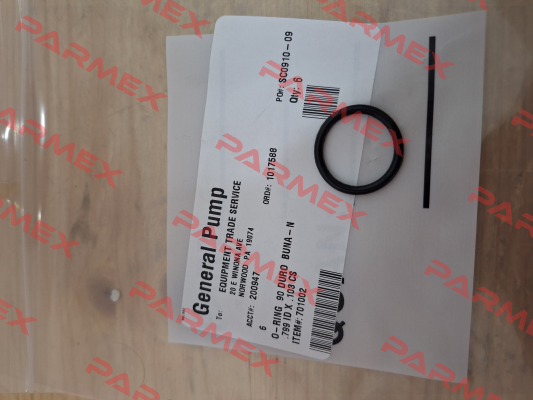 General Pump
To:
EQUIPMENT TRADE SERVICE
20 E WINONA AVE
NORWOOD PA 19074
ACCT#: 200947
ORD#: 1017588
PO#: SC0910-09
Qty: 6
6
O-RING 90 DURO BUNA-N
.799 ID X .103 CS
ITEM#: 701002
PARMEX
PARMEX
PARMEX
PARMEX
PARMEX
PARMEX
PARMEX
PARMEX